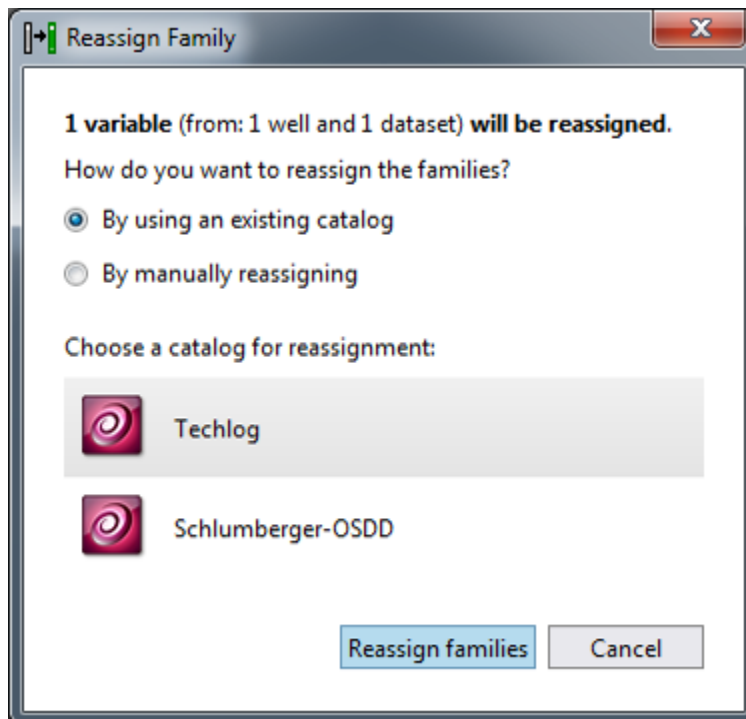 Reassign Family
1 variable (from: 1 well and 1 dataset) will be reassigned.
How do you want to reassign the families?
By using an existing catalog
By manually reassigning
Choose a catalog for reassignment:
Techlog
Schlumberger-OSDD
Reassign families Cancel